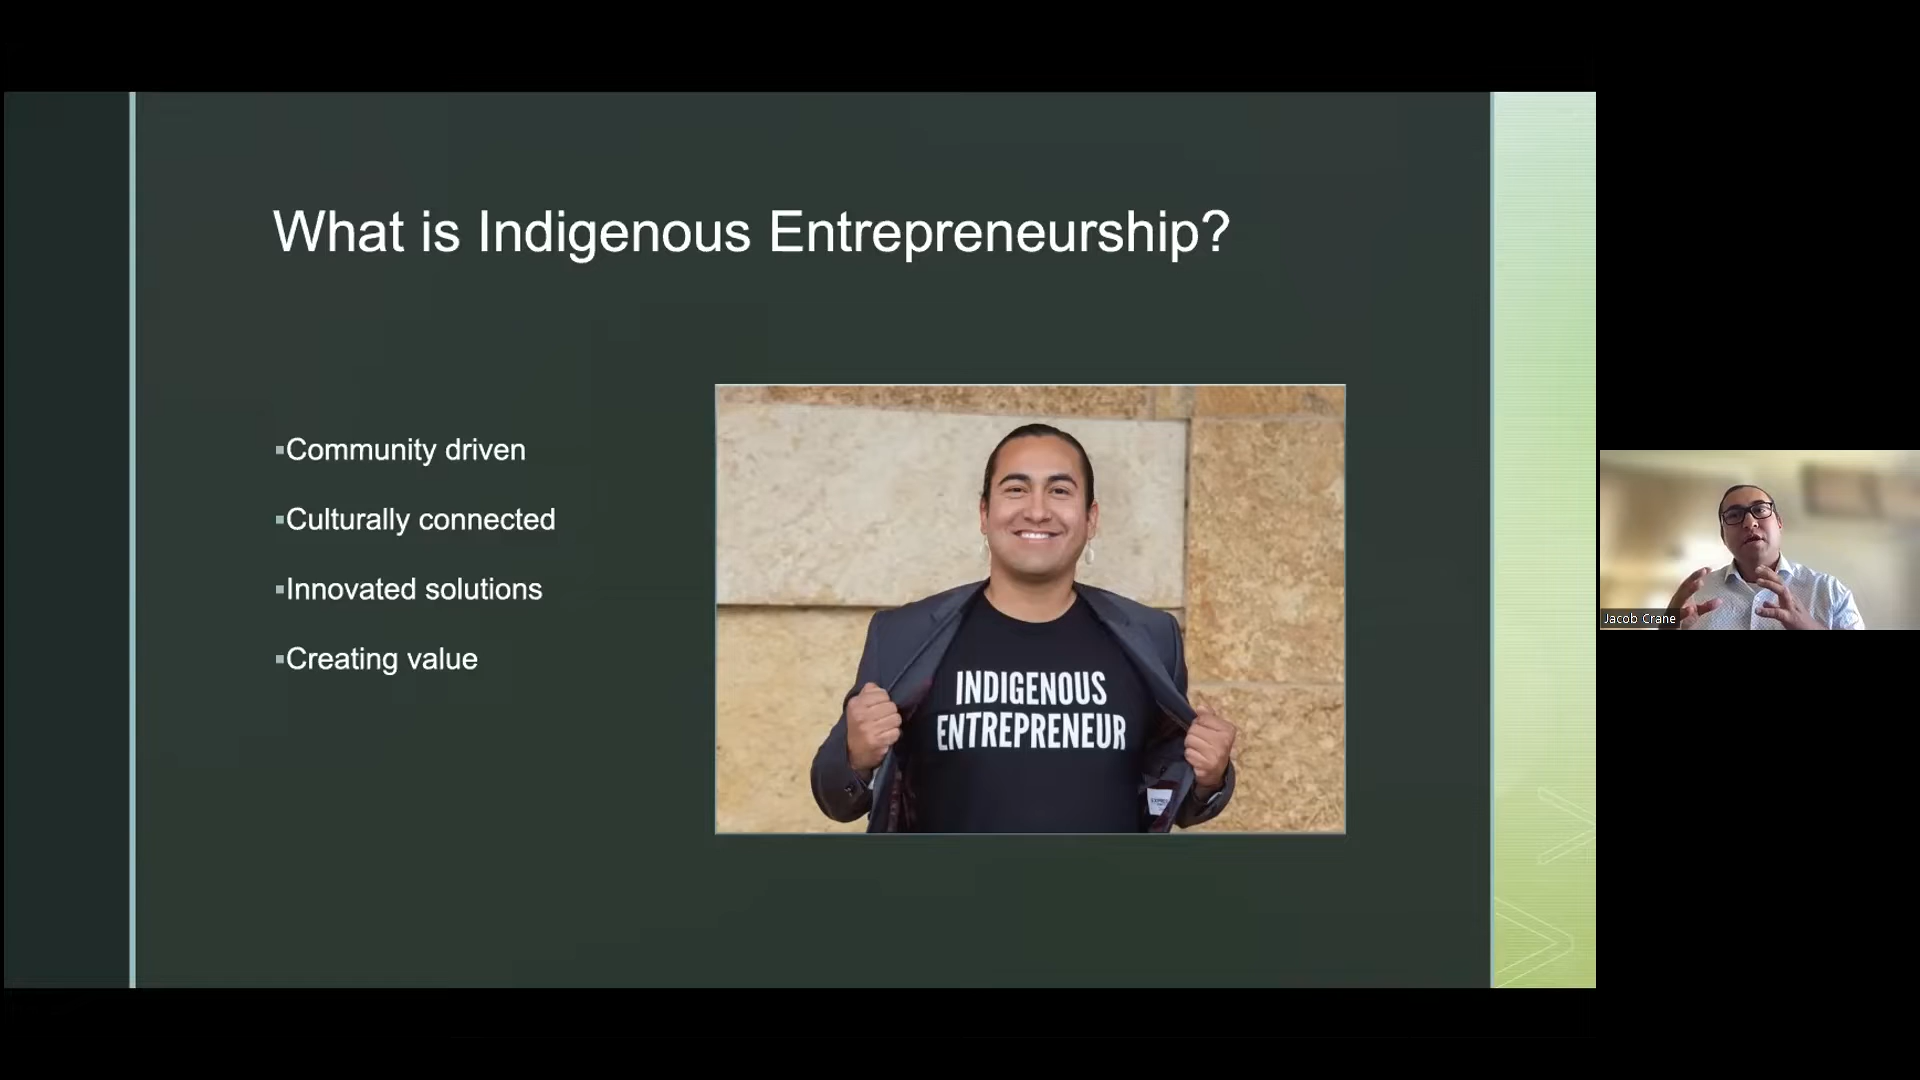 What is Indigenous Entrepreneurship?
▪Community driven
▪Culturally connected
▪Innovated solutions
▪Creating value
INDIGENOUS
ENTREPRENEUR
Jacob Crane